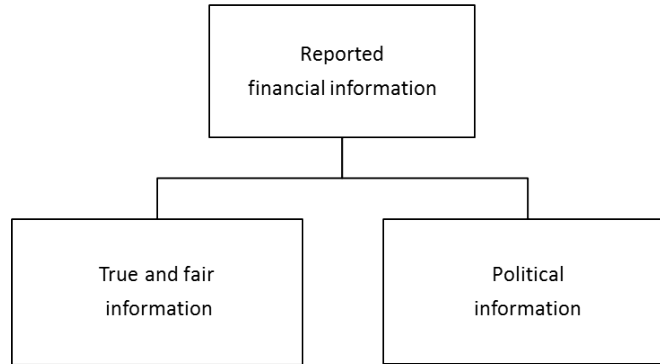 Reported
financial information
True and fair
information
Political
information